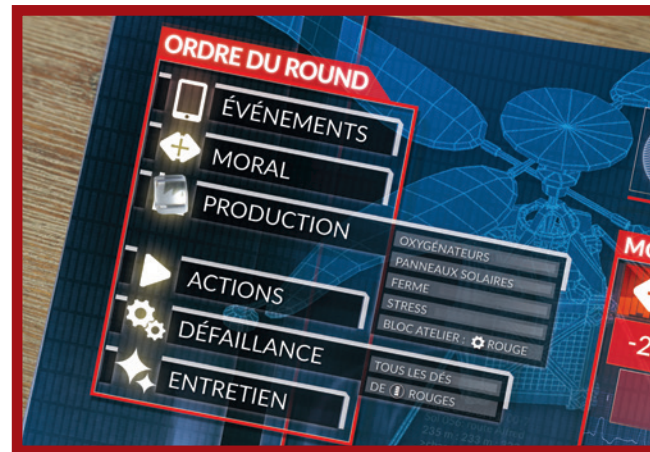 ORDRE DU ROUND
ÉVÉNEMENTS
MORAL
PRODUCTION
OXYGÉNATEURS
PANNEAUX SOLAIRES
FERME
STRESS
BLOC ATELIER : ROUGE
ACTIONS
DÉFAILLANCE
TOUS LES DÉS
DE ROUGES
ENTRETIEN
MO
-2